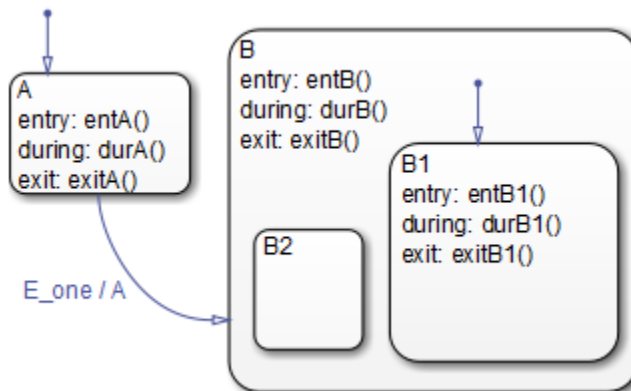 A
entry: entA()
during: durA()
exit: exitA()
E_one / A
B
entry: entB()
during: durB()
exit: exitB()
B2
B1
entry: entB1()
during: durB1()
exit: exitB1()